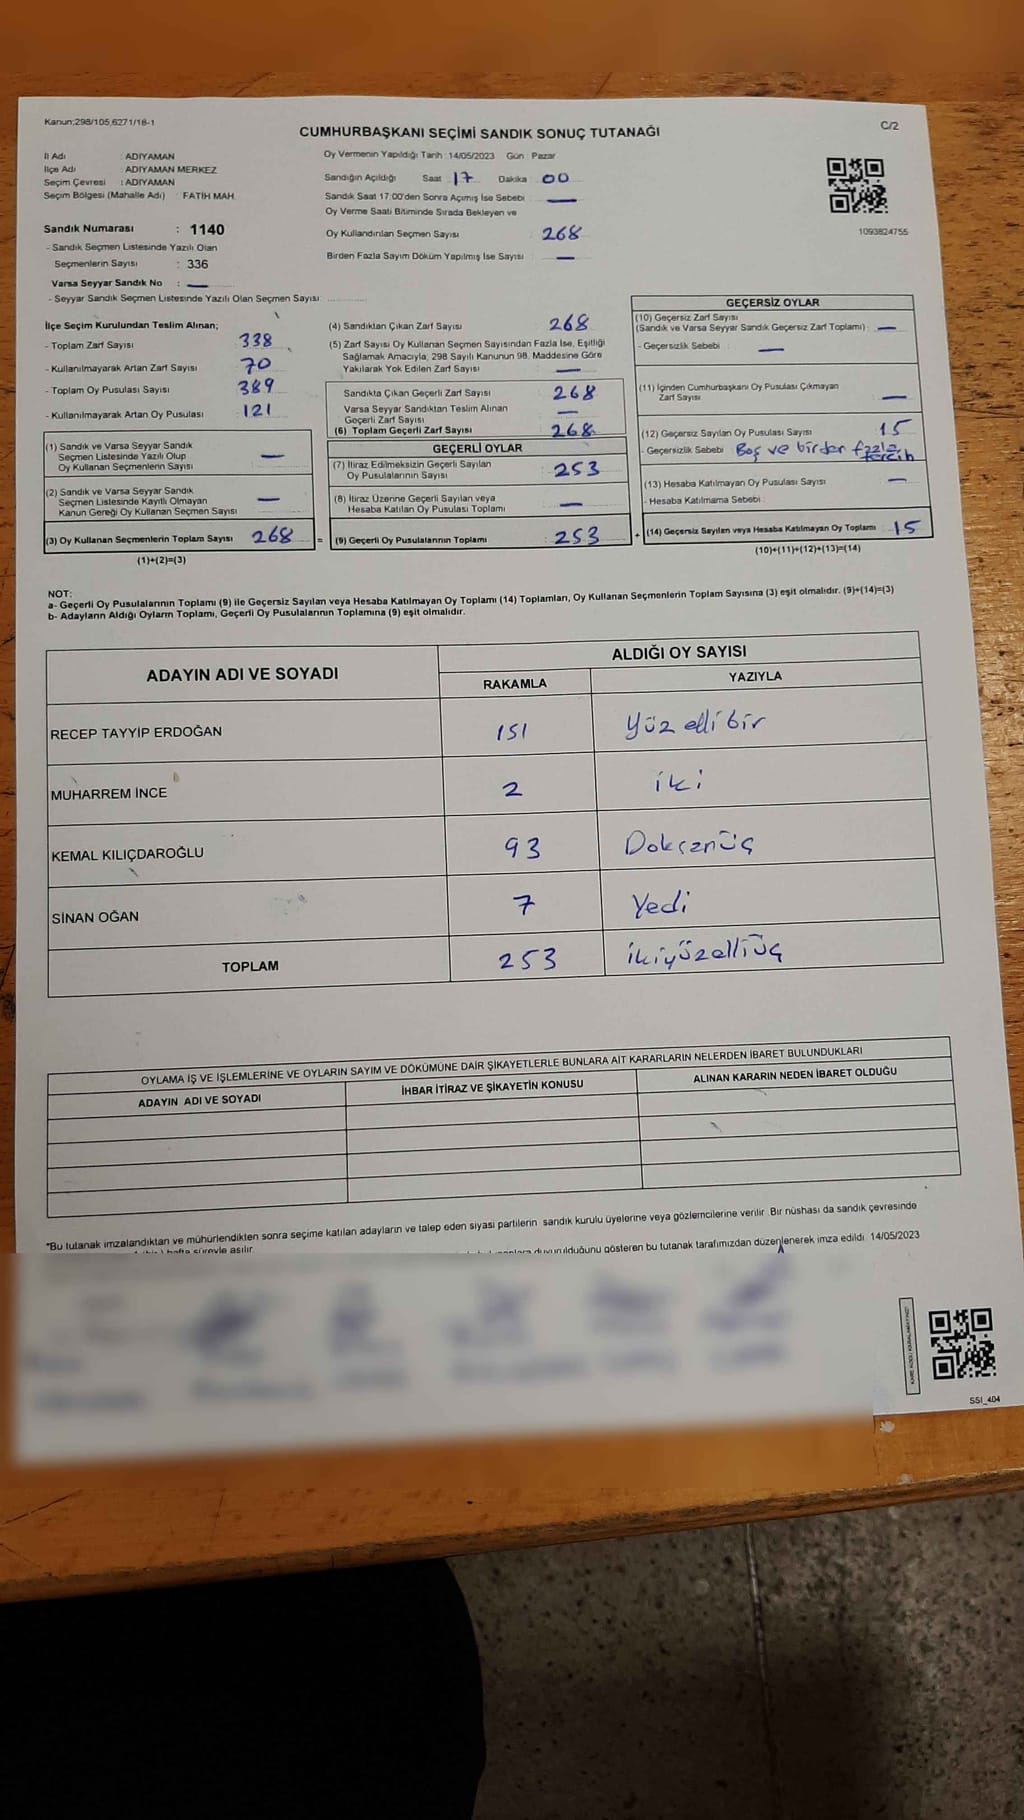 Kanun;298/105,6271/18-1
C/2
CUMHURBAŞKANI SEÇİMİ SANDIK SONUÇ TUTANAĞI
İl Adı : ADIYAMAN
İlçe Adı : ADIYAMAN MERKEZ
Seçim Çevresi : ADIYAMAN
Seçim Bölgesi (Mahalle Adı) : FATİH MAH.
Sandık Numarası : 1140
- Sandık Seçmen Listesinde Yazılı Olan
Seçmenlerin Sayısı : 336
Varsa Seyyar Sandık No : —
- Seyyar Sandık Seçmen Listesinde Yazılı Olan Seçmen Sayısı:
Oy Vermenin Yapıldığı Tarih : 14/05/2023 Gün : Pazar
Sandığın Açıldığı Saat 17 Dakika 00
Sandık Saat 17:00'den Sonra Açımış İse Sebebi —
Oy Verme Saati Bitiminde Sırada Bekleyen ve
Oy Kullandırılan Seçmen Sayısı 268
Birden Fazla Sayım Döküm Yapılmış İse Sayısı —
1093824755
İlçe Seçim Kurulundan Teslim Alınan;
- Toplam Zarf Sayısı 338
- Kullanılmayarak Artan Zarf Sayısı 70
- Toplam Oy Pusulası Sayısı 389
- Kullanılmayarak Artan Oy Pusulası : 121
(1) Sandık ve Varsa Seyyar Sandık
Seçmen Listesinde Yazılı Olup
Oy Kullanan Seçmenlerin Sayısı —
(2) Sandık ve Varsa Seyyar Sandık
Seçmen Listesinde Kayıtlı Olmayan
Kanun Gereği Oy Kullanan Seçmen Sayısı —
(3) Oy Kullanan Seçmenlerin Toplam Sayısı 268
(1)+(2)=(3)
(4) Sandıktan Çıkan Zarf Sayısı 268
(5) Zarf Sayısı Oy Kullanan Seçmen Sayısından Fazla İse, Eşitliği
Sağlamak Amacıyla, 298 Sayılı Kanunun 98. Maddesine Göre
Yakılarak Yok Edilen Zarf Sayısı —
Sandıkta Çıkan Geçerli Zarf Sayısı 268
Varsa Seyyar Sandıktan Teslim Alınan
Geçerli Zarf Sayısı —
(6) Toplam Geçerli Zarf Sayısı 268
GEÇERLİ OYLAR
(7) İtiraz Edilmeksizin Geçerli Sayılan
Oy Pusulalarının Sayısı : 253
(8) İtiraz Üzerine Geçerli Sayılan veya
Hesaba Katılan Oy Pusulası Toplamı —
= (9) Geçerli Oy Pusulalarının Toplamı : 253
GEÇERSİZ OYLAR
(10) Geçersiz Zarf Sayısı
(Sandık ve Varsa Seyyar Sandık Geçersiz Zarf Toplamı) : —
- Geçersizlik Sebebi : —
(11) İçinden Cumhurbaşkanı Oy Pusulası Çıkmayan
Zarf Sayısı —
(12) Geçersiz Sayılan Oy Pusulası Sayısı 15
- Geçersizlik Sebebi Boş ve birden fazla
tercih
(13) Hesaba Katılmayan Oy Pusulası Sayısı —
- Hesaba Katılmama Sebebi :
+ (14) Geçersiz Sayılan veya Hesaba Katılmayan Oy Toplamı : 15
(10)+(11)+(12)+(13)=(14)
NOT:
a- Geçerli Oy Pusulalarının Toplamı (9) ile Geçersiz Sayılan veya Hesaba Katılmayan Oy Toplamı (14) Toplamları, Oy Kullanan Seçmenlerin Toplam Sayısına (3) eşit olmalıdır. (9)+(14)=(3)
b- Adayların Aldığı Oyların Toplamı, Geçerli Oy Pusulalarının Toplamına (9) eşit olmalıdır.
ADAYIN ADI VE SOYADI
ALDIĞI OY SAYISI
RAKAMLA YAZIYLA
RECEP TAYYİP ERDOĞAN 151 Yüz elli bir
MUHARREM İNCE 2 iki
KEMAL KILIÇDAROĞLU 93 Doksanüç
SİNAN OĞAN 7 Yedi
TOPLAM 253 ikiyüzelliüç
OYLAMA İŞ VE İŞLEMLERİNE VE OYLARIN SAYIM VE DÖKÜMÜNE DAİR ŞİKAYETLERLE BUNLARA AİT KARARLARIN NELERDEN İBARET BULUNDUKLARI
ADAYIN ADI VE SOYADI İHBAR İTİRAZ VE ŞİKAYETİN KONUSU ALINAN KARARIN NEDEN İBARET OLDUĞU
*Bu tutanak imzalandıktan ve mühürlendikten sonra seçime katılan adayların ve talep eden siyasi partilerin sandık kurulu üyelerine veya gözlemcilerine verilir. Bir nüshası da sandık çevresinde
hafta süreyle asılır.
duyurulduğunu gösteren bu tutanak tarafımızdan düzenlenerek imza edildi. 14/05/2023
SSI_404